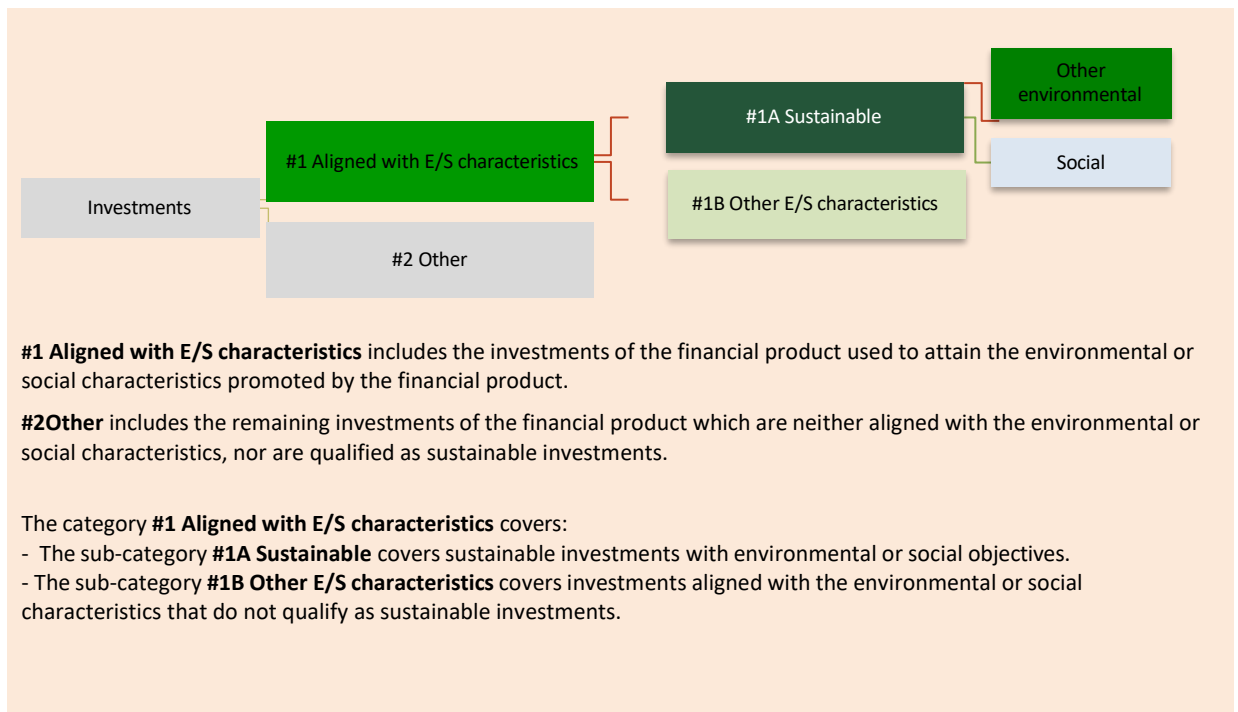 Other
environmental
#1A Sustainable
#1 Aligned with E/S characteristics
Social
Investments
#1B Other E/S characteristics
#2 Other
#1 Aligned with E/S characteristics includes the investments of the financial product used to attain the environmental or
social characteristics promoted by the financial product.
#2Other includes the remaining investments of the financial product which are neither aligned with the environmental or
social characteristics, nor are qualified as sustainable investments.
The category #1 Aligned with E/S characteristics covers:
- The sub-category #1A Sustainable covers sustainable investments with environmental or social objectives.
- The sub-category #1B Other E/S characteristics covers investments aligned with the environmental or social
characteristics that do not qualify as sustainable investments.